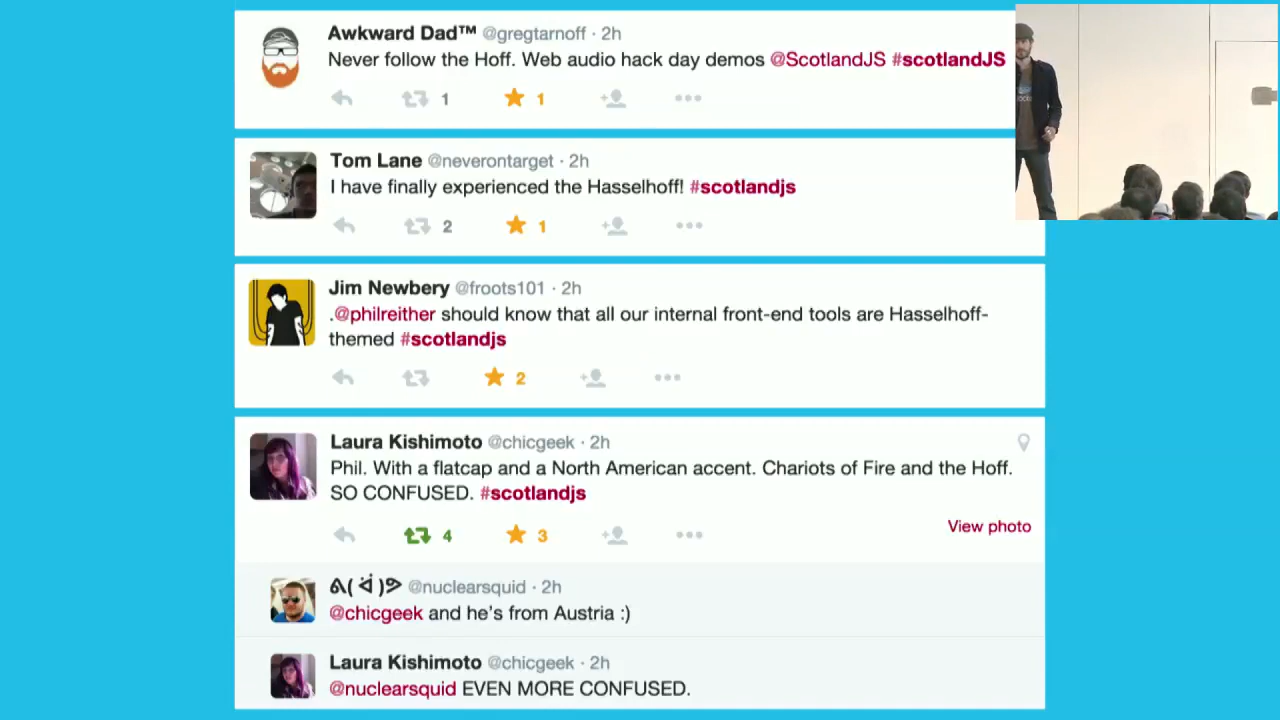 Awkward Dad™ @gregtarnoff · 2h
Never follow the Hoff. Web audio hack day demos @ScotlandJS #scotlandJS
1 1
Tom Lane @neverontarget · 2h
I have finally experienced the Hasselhoff! #scotlandjs
2 1
Jim Newbery @froots101 · 2h
.@philreither should know that all our internal front-end tools are Hasselhoff-
themed #scotlandjs
2
Laura Kishimoto @chicgeek · 2h
Phil. With a flatcap and a North American accent. Chariots of Fire and the Hoff.
SO CONFUSED. #scotlandjs
4 3
View photo
@nuclearsquid · 2h
@chicgeek and he's from Austria :)
Laura Kishimoto @chicgeek · 2h
@nuclearsquid EVEN MORE CONFUSED.